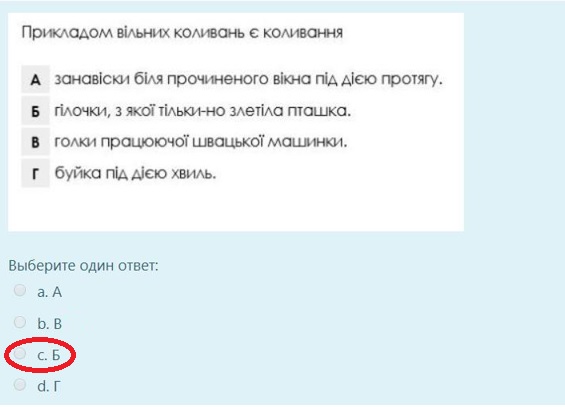 Прикладом вільних коливань є коливання
А занавіски біля прочиненого вікна під дією протягу.
Б гілочки, з якої тільки-но злетіла пташка.
В голки працюючої швацької машинки.
Г буйка під дією хвиль.
Выберите один ответ:
a. А
b. В
c. Б
d. Г